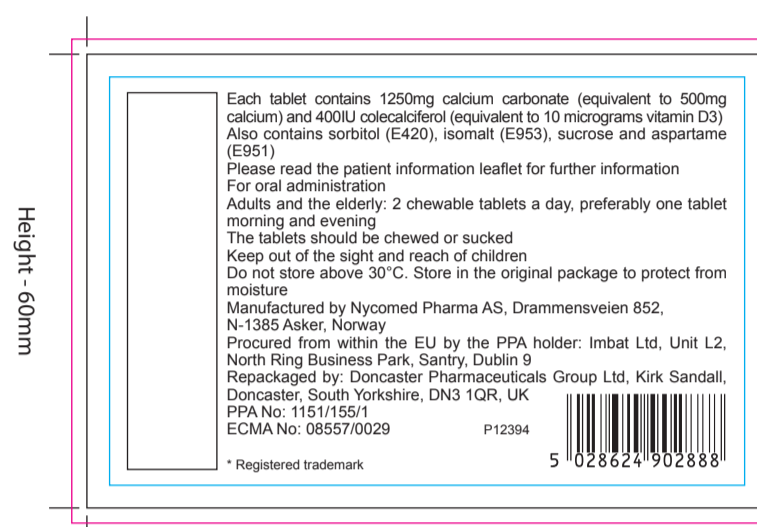 Height - 60mm
Each tablet contains 1250mg calcium carbonate (equivalent to 500mg
calcium) and 400IU colecalciferol (equivalent to 10 micrograms vitamin D3)
Also contains sorbitol (E420), isomalt (E953), sucrose and aspartame
(E951)
Please read the patient information leaflet for further information
For oral administration
Adults and the elderly: 2 chewable tablets a day, preferably one tablet
morning and evening
The tablets should be chewed or sucked
Keep out of the sight and reach of children
Do not store above 30°C. Store in the original package to protect from
moisture
Manufactured by Nycomed Pharma AS, Drammensveien 852,
N-1385 Asker, Norway
Procured from within the EU by the PPA holder: Imbat Ltd, Unit L2,
North Ring Business Park, Santry, Dublin 9
Repackaged by: Doncaster Pharmaceuticals Group Ltd, Kirk Sandall,
Doncaster, South Yorkshire, DN3 1QR, UK
PPA No: 1151/155/1
ECMA No: 08557/0029 P12394
* Registered trademark
5 028624 902888